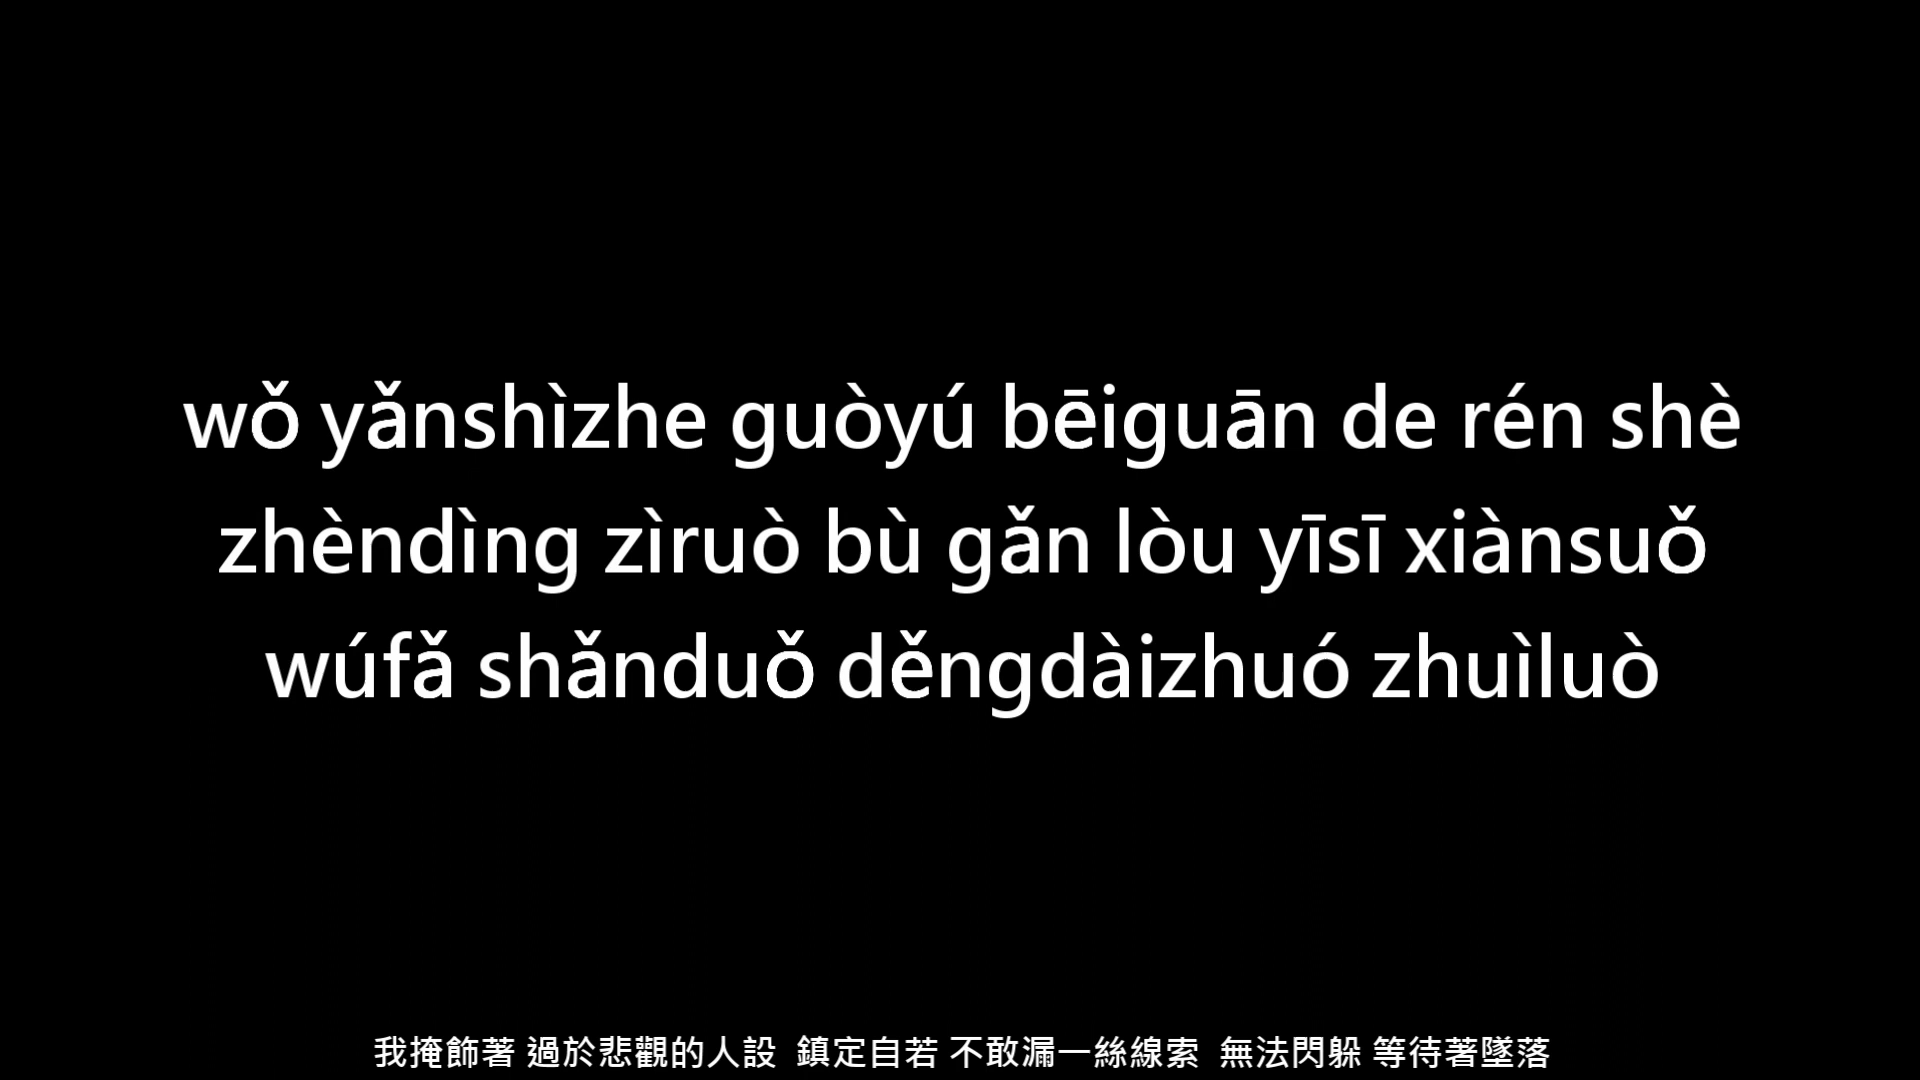 wǒ yǎnshìzhe guòyú bēiguān de rén shè
zhèndìng zìruò bù gǎn lòu yīsī xiànsuǒ
wúfǎ shǎnduǒ děngdàizhuó zhuìluò
我掩飾著 過於悲觀的人設 鎮定自若 不敢漏一絲線索 無法閃躲 等待著墜落